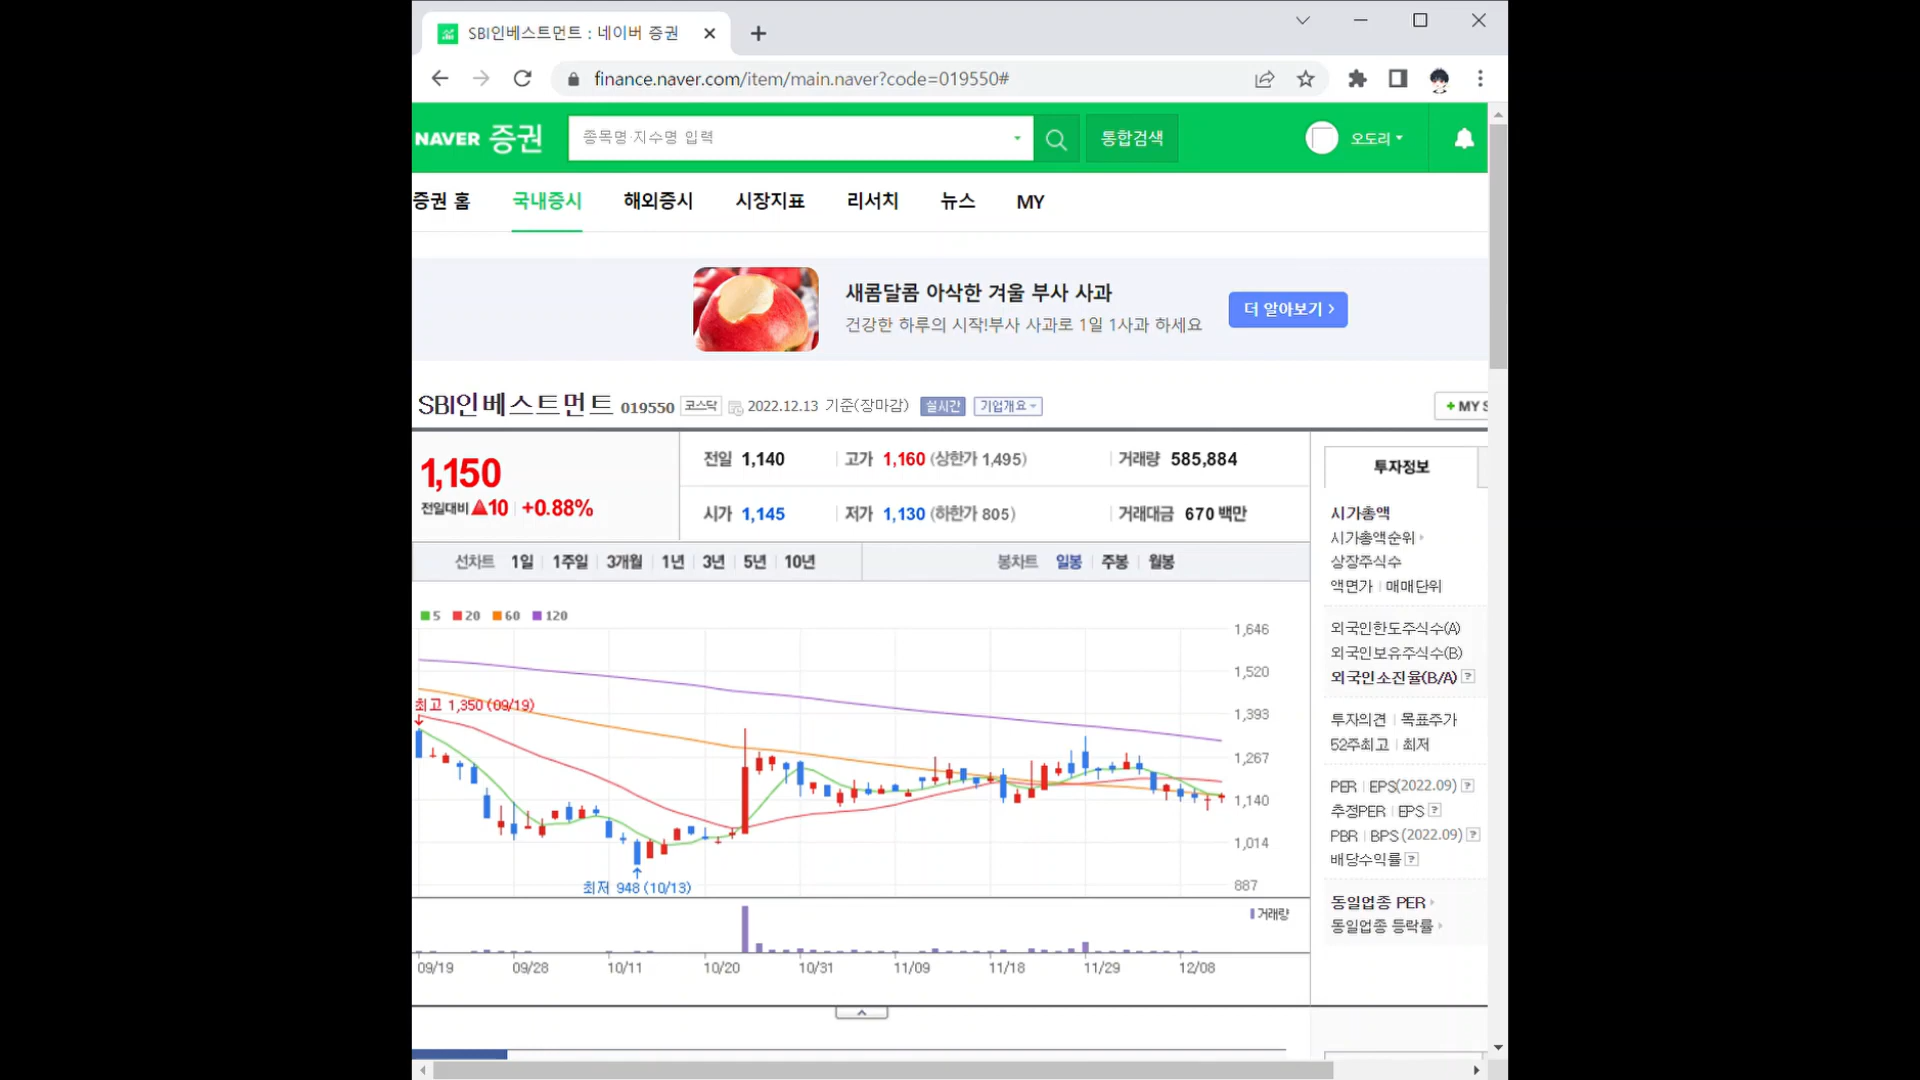 SBI인베스트먼트 : 네이버 증권
finance.naver.com/item/main.naver?code=019550#
NAVER 증권
종목명·지수명 입력
통합검색
오도리
증권 홈 국내증시 해외증시 시장지표 리서치 뉴스 MY
새콤달콤 아삭한 겨울 부사 사과
건강한 하루의 시작!부사 사과로 1일 1사과 하세요
더 알아보기
SBI인베스트먼트 019550 코스닥 2022.12.13 기준(장마감) 실시간 기업개요
+ MY S
1,150
전일대비 ▲10 +0.88%
전일 1,140 고가 1,160 (상한가 1,495) 거래량 585,884
시가 1,145 저가 1,130 (하한가 805) 거래대금 670 백만
선차트 1일 1주일 3개월 1년 3년 5년 10년 봉차트 일봉 주봉 월봉
5 20 60 120
1,646
1,520
1,393
1,267
1,140
1,014
887
최고 1,350 (09/19)
최저 948 (10/13)
거래량
09/19 09/28 10/11 10/20 10/31 11/09 11/18 11/29 12/08
투자정보
시가총액
시가총액순위
상장주식수
액면가 매매단위
외국인한도주식수(A)
외국인보유주식수(B)
외국인소진율(B/A) ?
투자의견 목표주가
52주최고 최저
PER EPS(2022.09) ?
추정PER EPS ?
PBR BPS (2022.09) ?
배당수익률 ?
동일업종 PER
동일업종 등락률